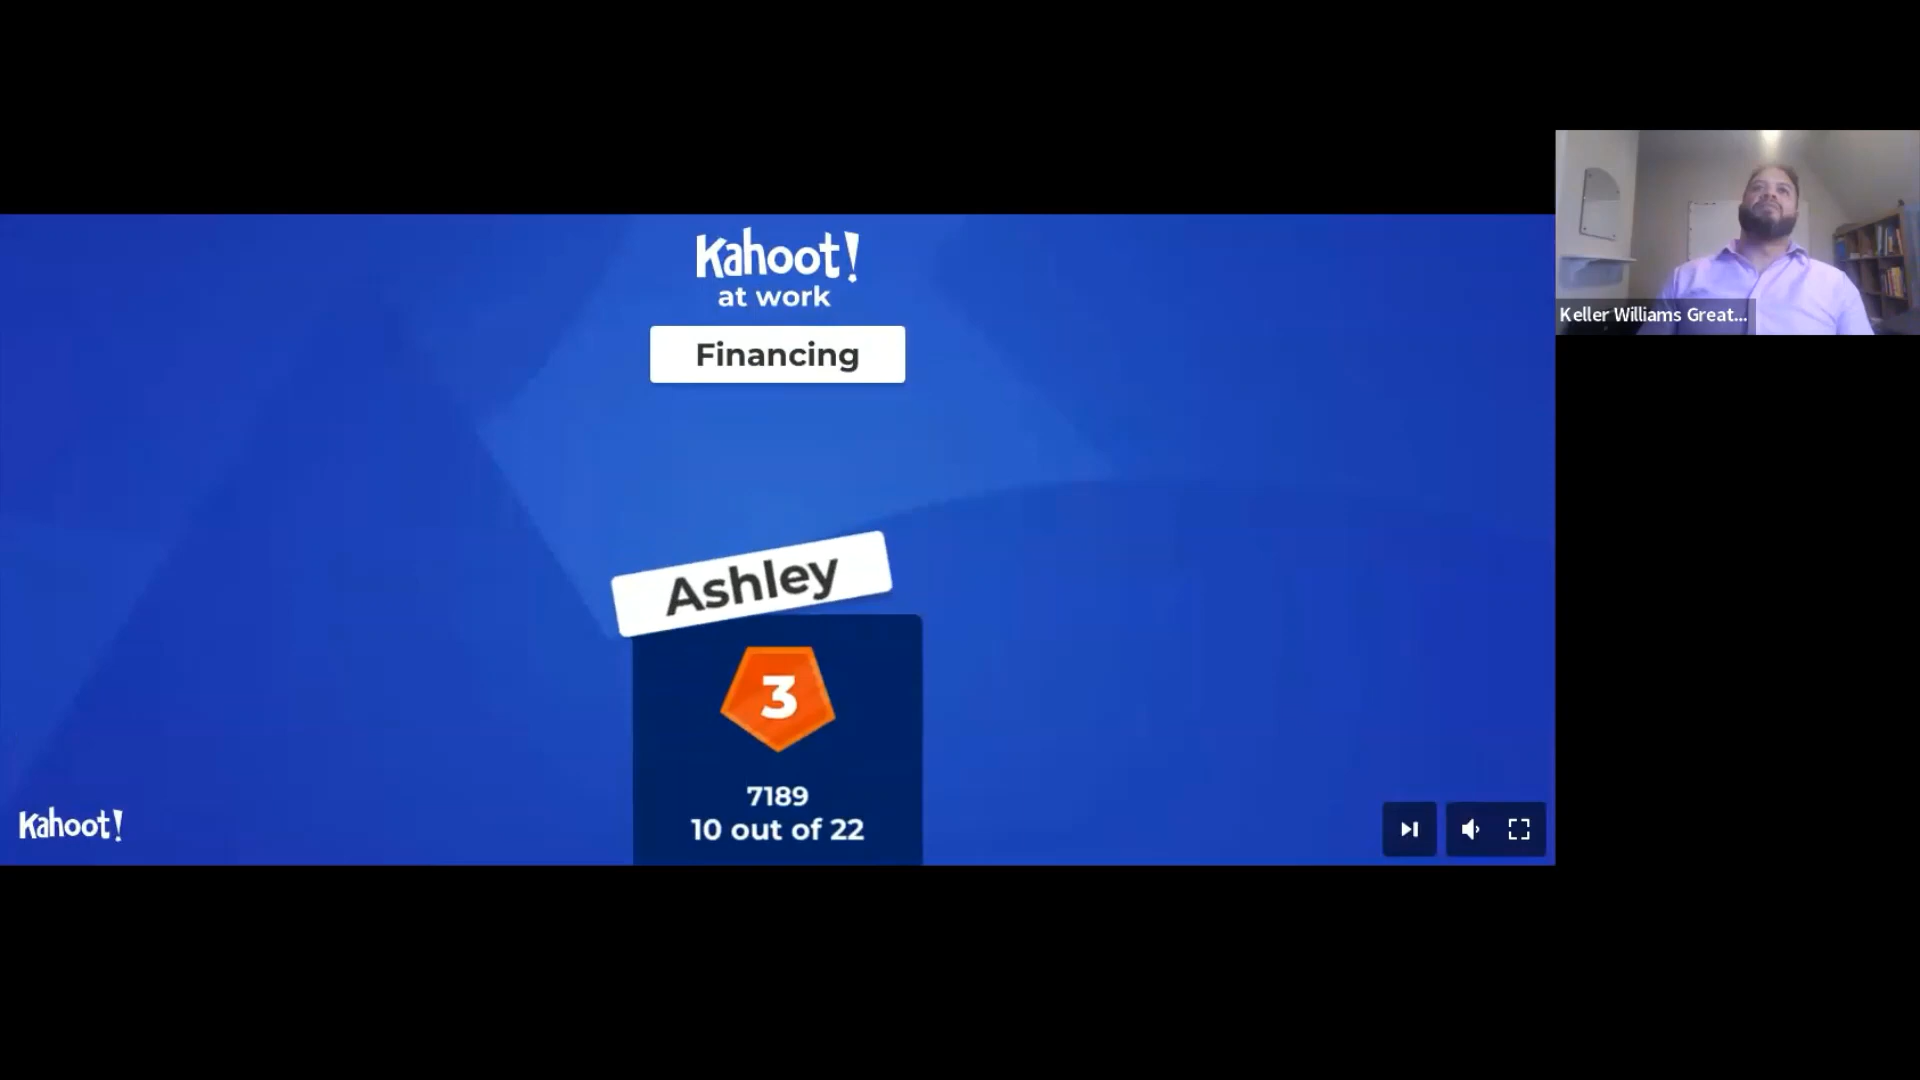 Kahoot!
at work
Financing
Ashley
3
7189
10 out of 22
Kahoot!
Keller Williams Great...